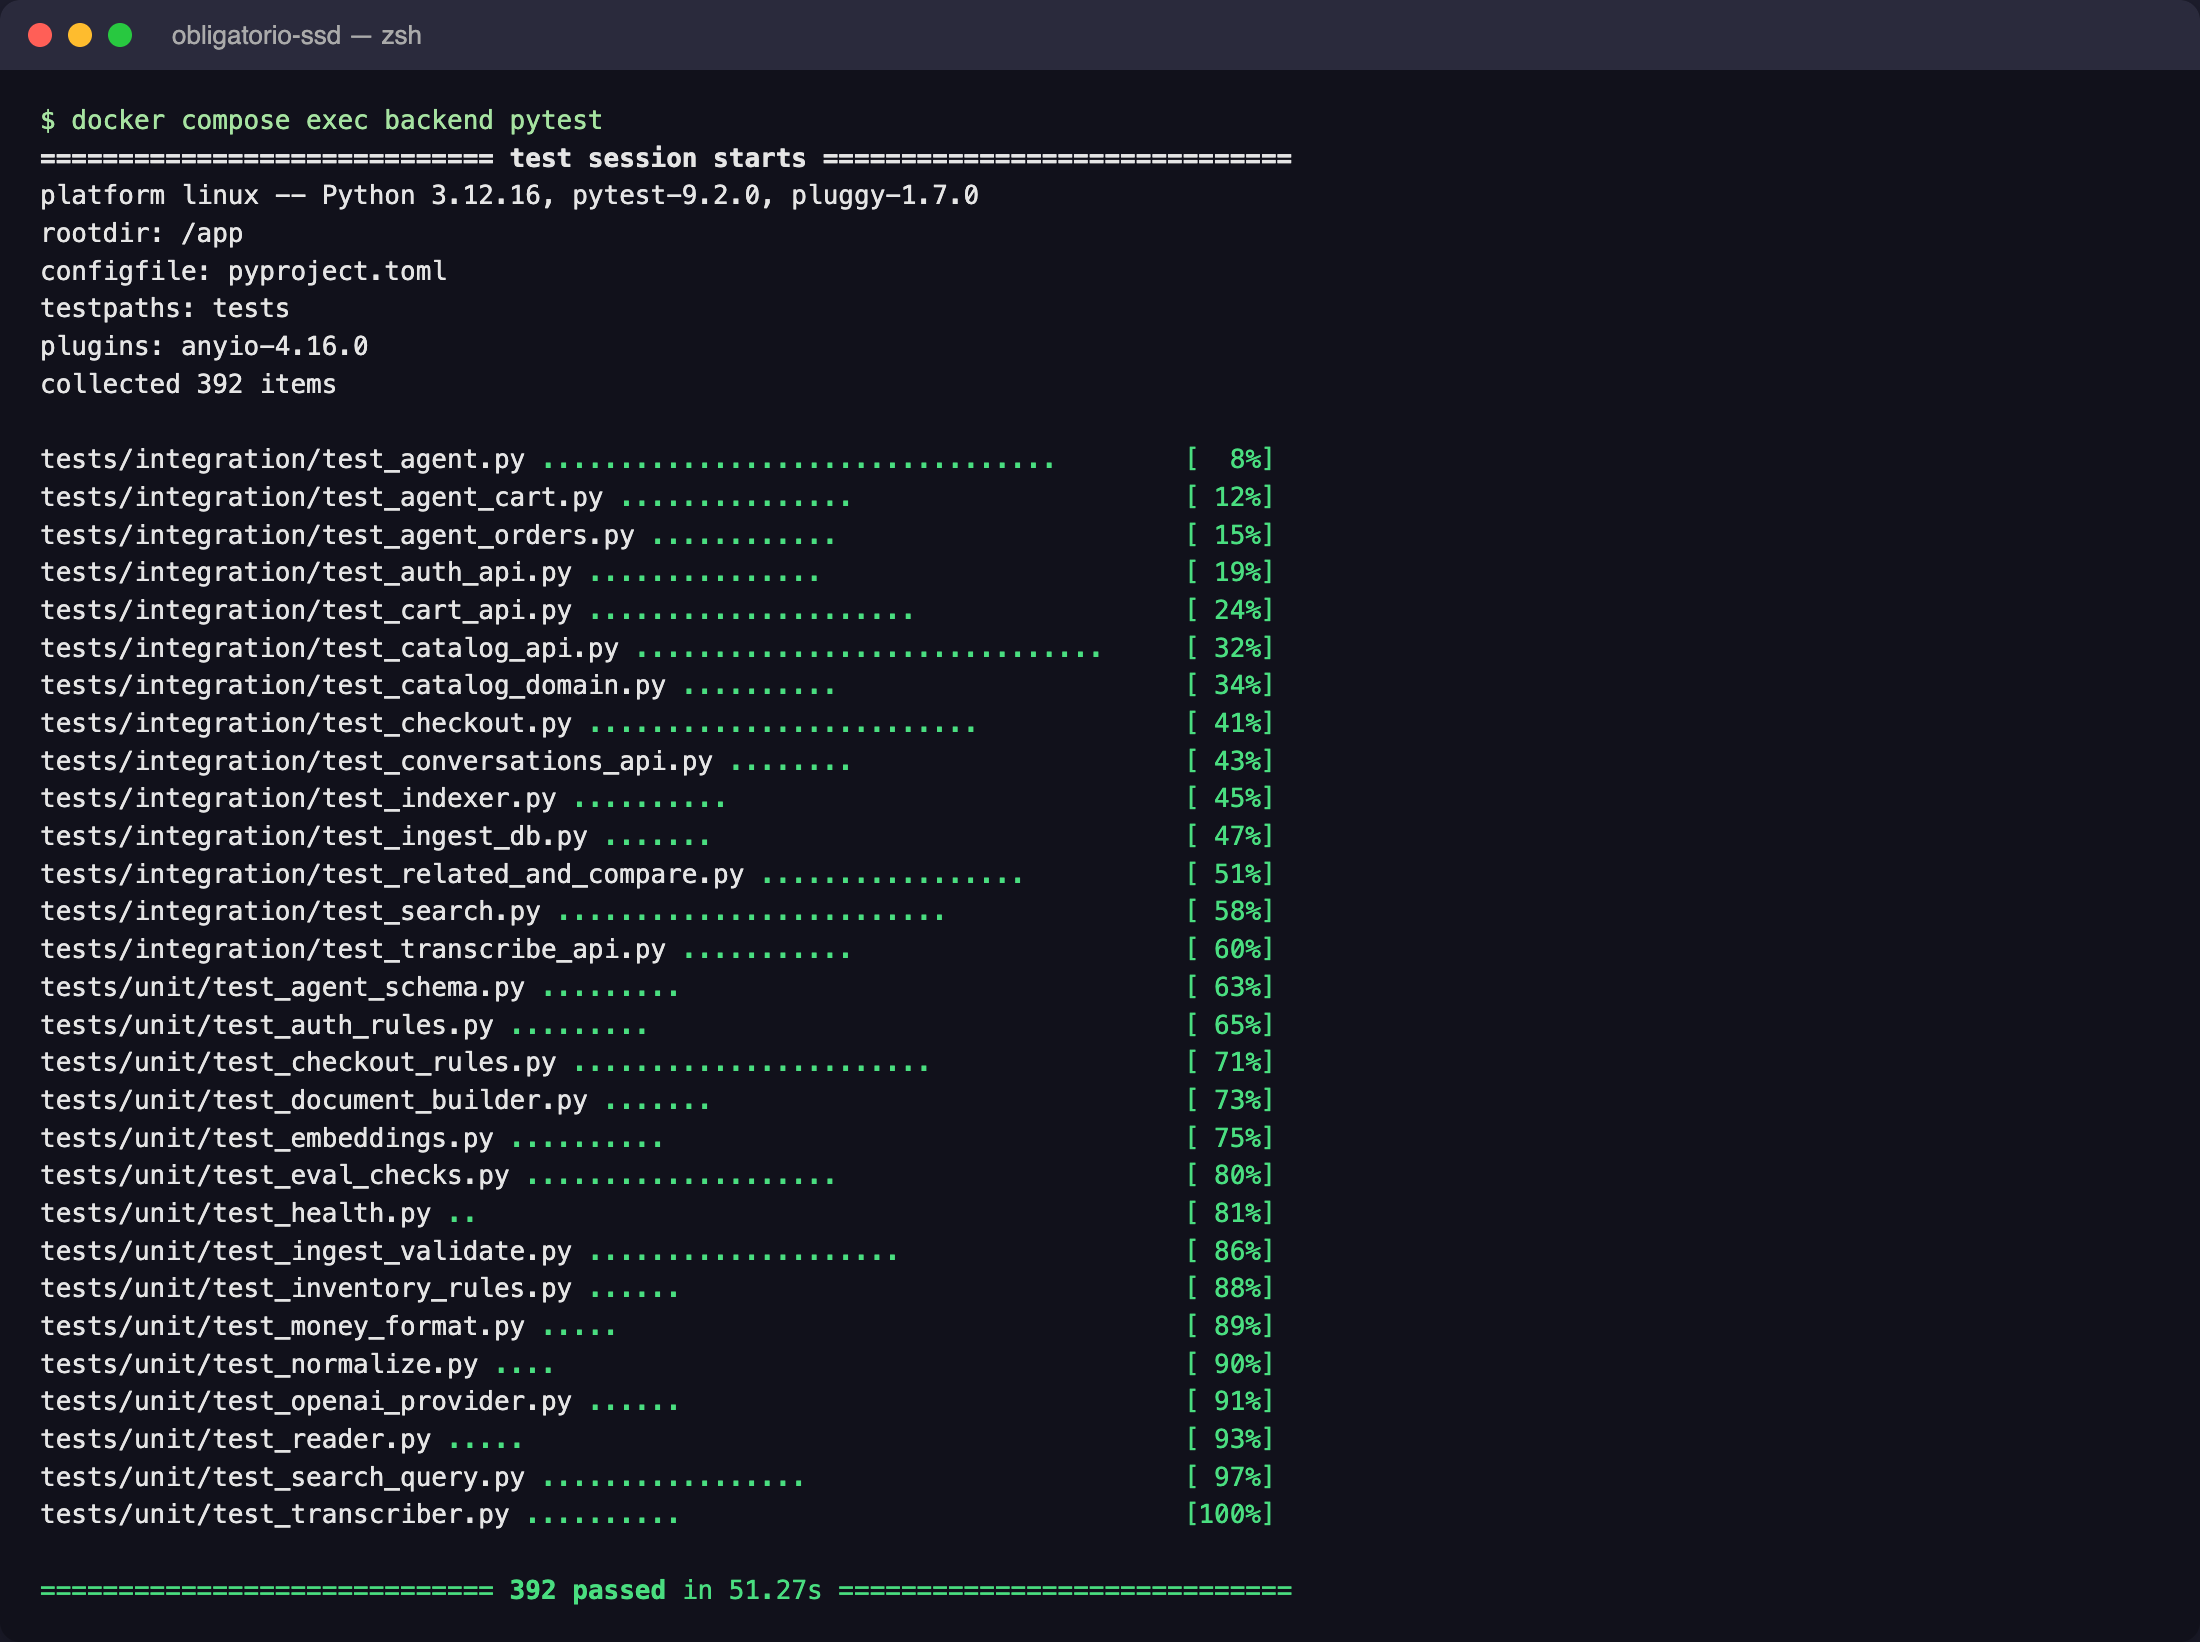 obligatorio-ssd — zsh
$ docker compose exec backend pytest
============================= test session starts ==============================
platform linux -- Python 3.12.16, pytest-9.2.0, pluggy-1.7.0
rootdir: /app
configfile: pyproject.toml
testpaths: tests
plugins: anyio-4.16.0
collected 392 items
tests/integration/test_agent.py ................................. [  8%]
tests/integration/test_agent_cart.py ............... [ 12%]
tests/integration/test_agent_orders.py ............ [ 15%]
tests/integration/test_auth_api.py ............... [ 19%]
tests/integration/test_cart_api.py ..................... [ 24%]
tests/integration/test_catalog_api.py .............................. [ 32%]
tests/integration/test_catalog_domain.py .......... [ 34%]
tests/integration/test_checkout.py ......................... [ 41%]
tests/integration/test_conversations_api.py ........ [ 43%]
tests/integration/test_indexer.py .......... [ 45%]
tests/integration/test_ingest_db.py ....... [ 47%]
tests/integration/test_related_and_compare.py ................. [ 51%]
tests/integration/test_search.py ......................... [ 58%]
tests/integration/test_transcribe_api.py ........... [ 60%]
tests/unit/test_agent_schema.py ......... [ 63%]
tests/unit/test_auth_rules.py ......... [ 65%]
tests/unit/test_checkout_rules.py ....................... [ 71%]
tests/unit/test_document_builder.py ....... [ 73%]
tests/unit/test_embeddings.py .......... [ 75%]
tests/unit/test_eval_checks.py .................... [ 80%]
tests/unit/test_health.py .. [ 81%]
tests/unit/test_ingest_validate.py .................... [ 86%]
tests/unit/test_inventory_rules.py ...... [ 88%]
tests/unit/test_money_format.py ..... [ 89%]
tests/unit/test_normalize.py .... [ 90%]
tests/unit/test_openai_provider.py ...... [ 91%]
tests/unit/test_reader.py ..... [ 93%]
tests/unit/test_search_query.py ................. [ 97%]
tests/unit/test_transcriber.py .......... [100%]
============================= 392 passed in 51.27s =============================